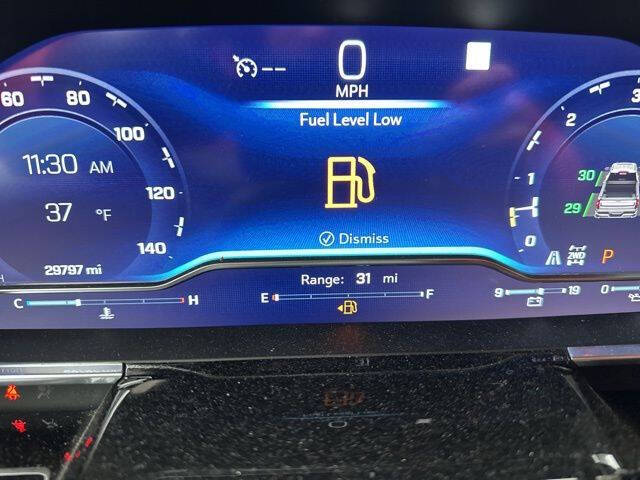 0
MPH
60 80 100 120 140
Fuel Level Low
11:30 AM
37 °F
Dismiss
29797 mi
2 3
1
0
30
29
2WD
P
Range: 31 mi
C H
E F
9 19
0